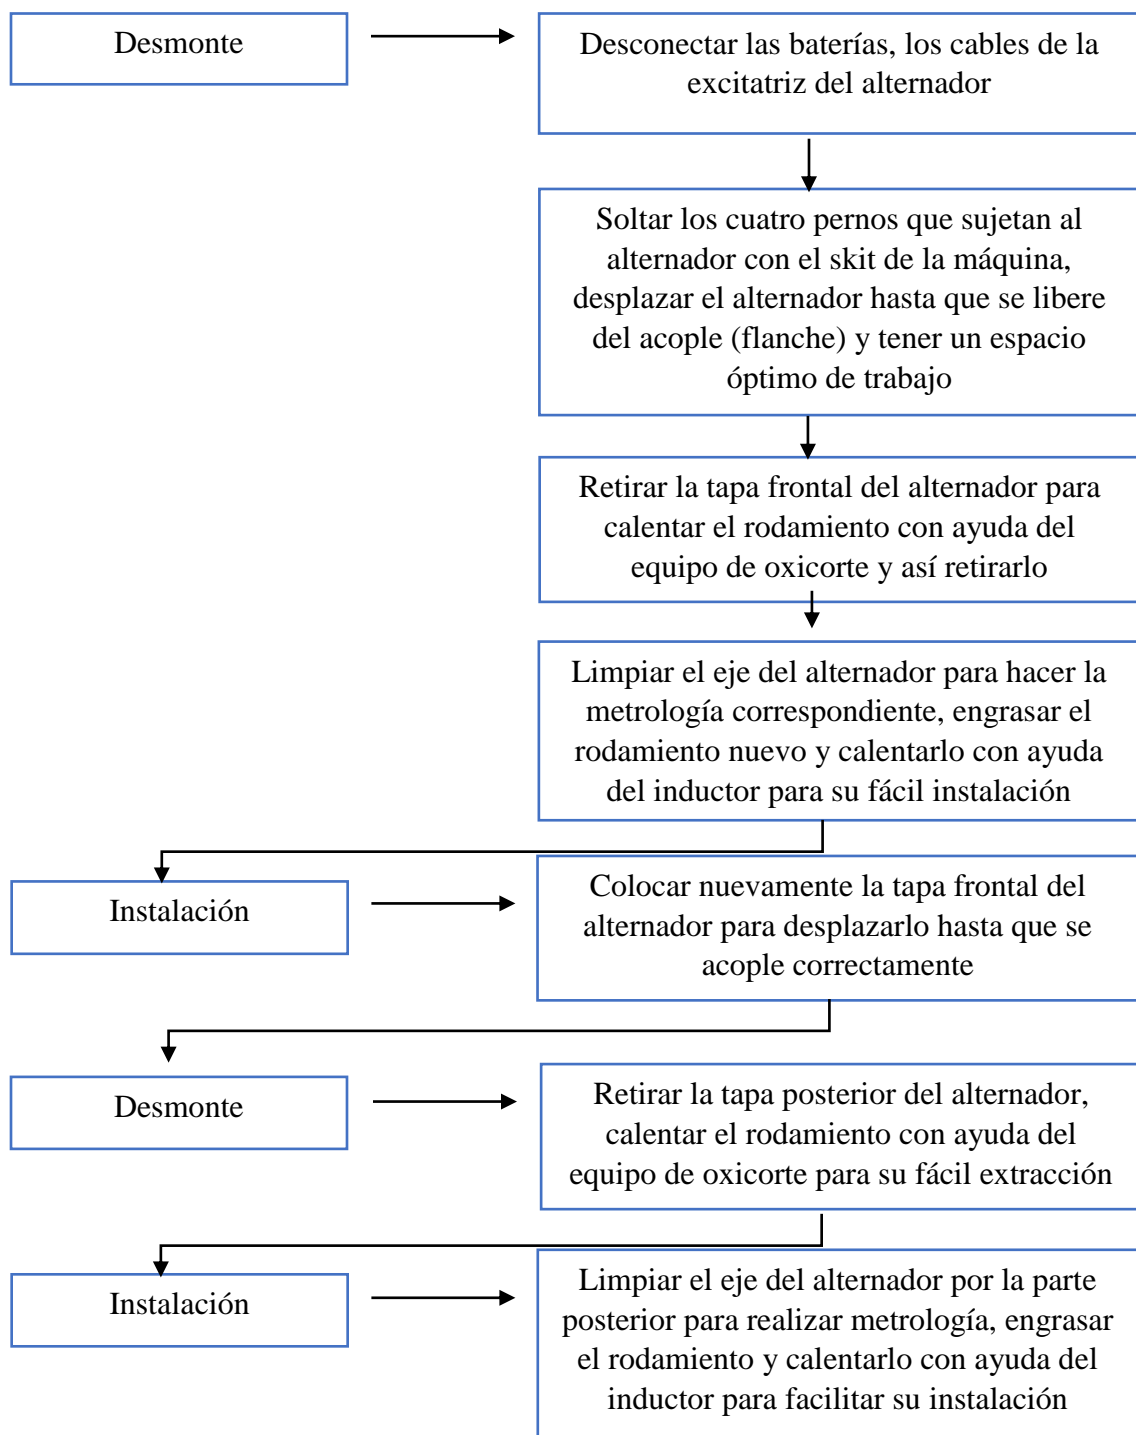 Desmonte
Desconectar las baterías, los cables de la
excitatriz del alternador
Soltar los cuatro pernos que sujetan al
alternador con el skit de la máquina,
desplazar el alternador hasta que se libere
del acople (flanche) y tener un espacio
óptimo de trabajo
Retirar la tapa frontal del alternador para
calentar el rodamiento con ayuda del
equipo de oxicorte y así retirarlo
Limpiar el eje del alternador para hacer la
metrología correspondiente, engrasar el
rodamiento nuevo y calentarlo con ayuda
del inductor para su fácil instalación
Instalación
Colocar nuevamente la tapa frontal del
alternador para desplazarlo hasta que se
acople correctamente
Desmonte
Retirar la tapa posterior del alternador,
calentar el rodamiento con ayuda del
equipo de oxicorte para su fácil extracción
Instalación
Limpiar el eje del alternador por la parte
posterior para realizar metrología, engrasar
el rodamiento y calentarlo con ayuda del
inductor para facilitar su instalación